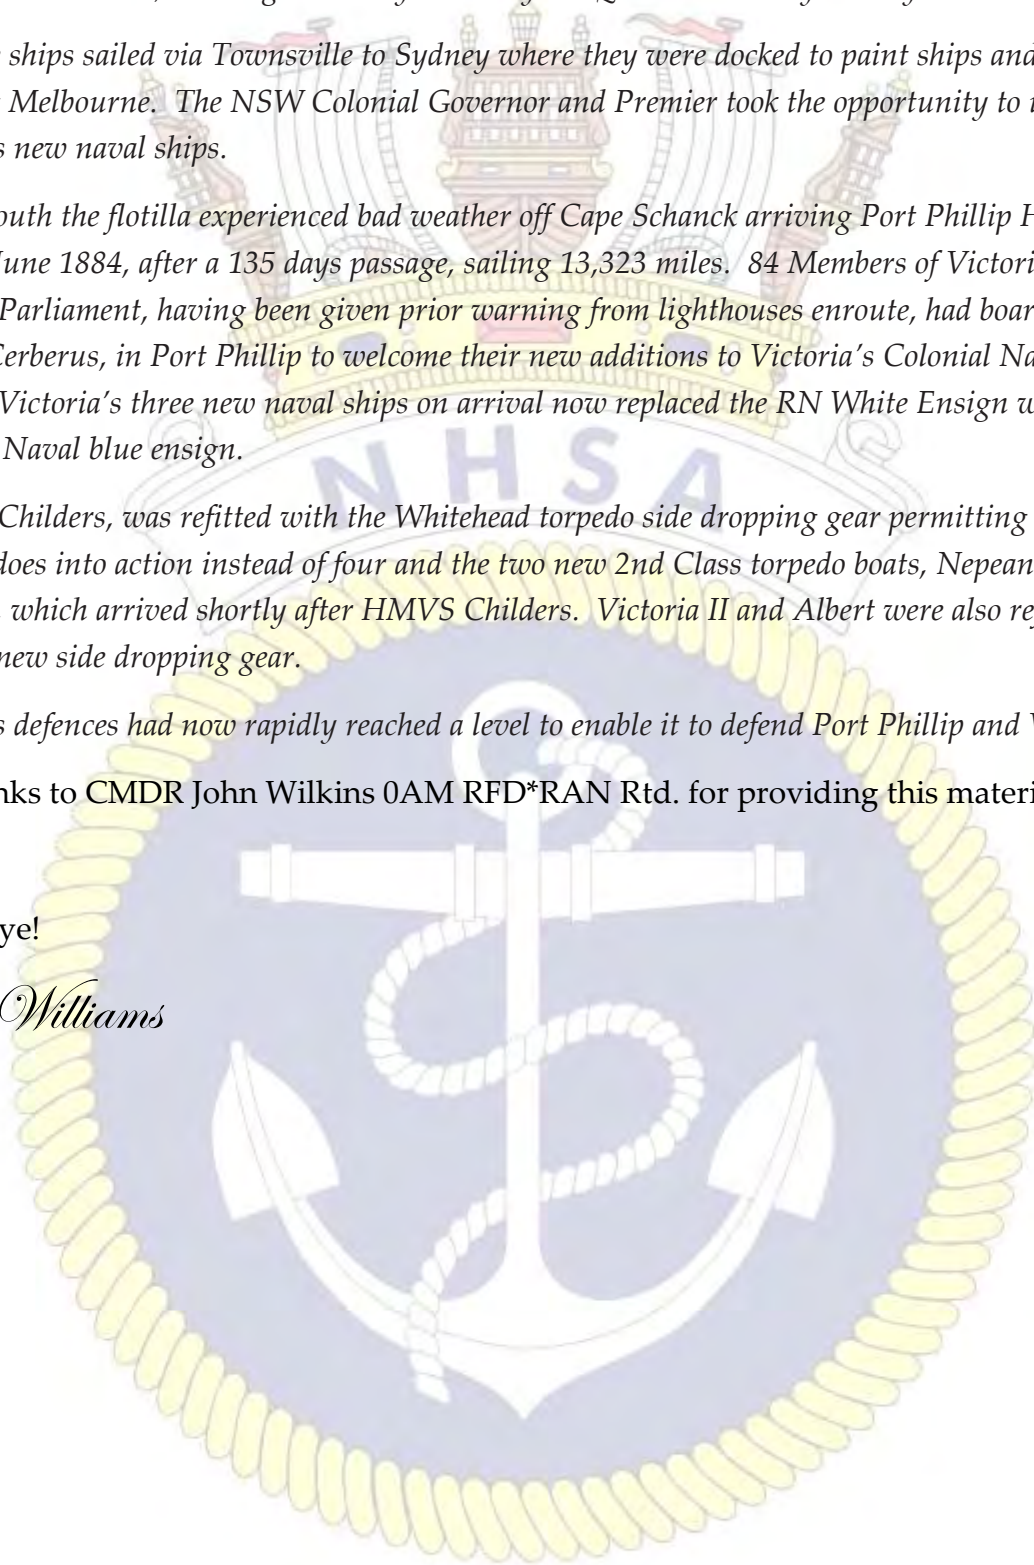 ships sailed via Townsville to Sydney where they were docked to paint ships and
Melbourne. The NSW Colonial Governor and Premier took the opportunity to
s new naval ships.
outh the flotilla experienced bad weather off Cape Schanck arriving Port Phillip H
June 1884, after a 135 days passage, sailing 13,323 miles. 84 Members of Victori
Parliament, having been given prior warning from lighthouses enroute, had boar
Cerberus, in Port Phillip to welcome their new additions to Victoria's Colonial Na
Victoria's three new naval ships on arrival now replaced the RN White Ensign w
Naval blue ensign.
NHSA
Childers, was refitted with the Whitehead torpedo side dropping gear permitting
does into action instead of four and the two new 2nd Class torpedo boats, Nepean
which arrived shortly after HMVS Childers. Victoria II and Albert were also re
new side dropping gear.
s defences had now rapidly reached a level to enable it to defend Port Phillip and V
nks to CMDR John Wilkins 0AM RFD*RAN Rtd. for providing this materi
ye!
Williams